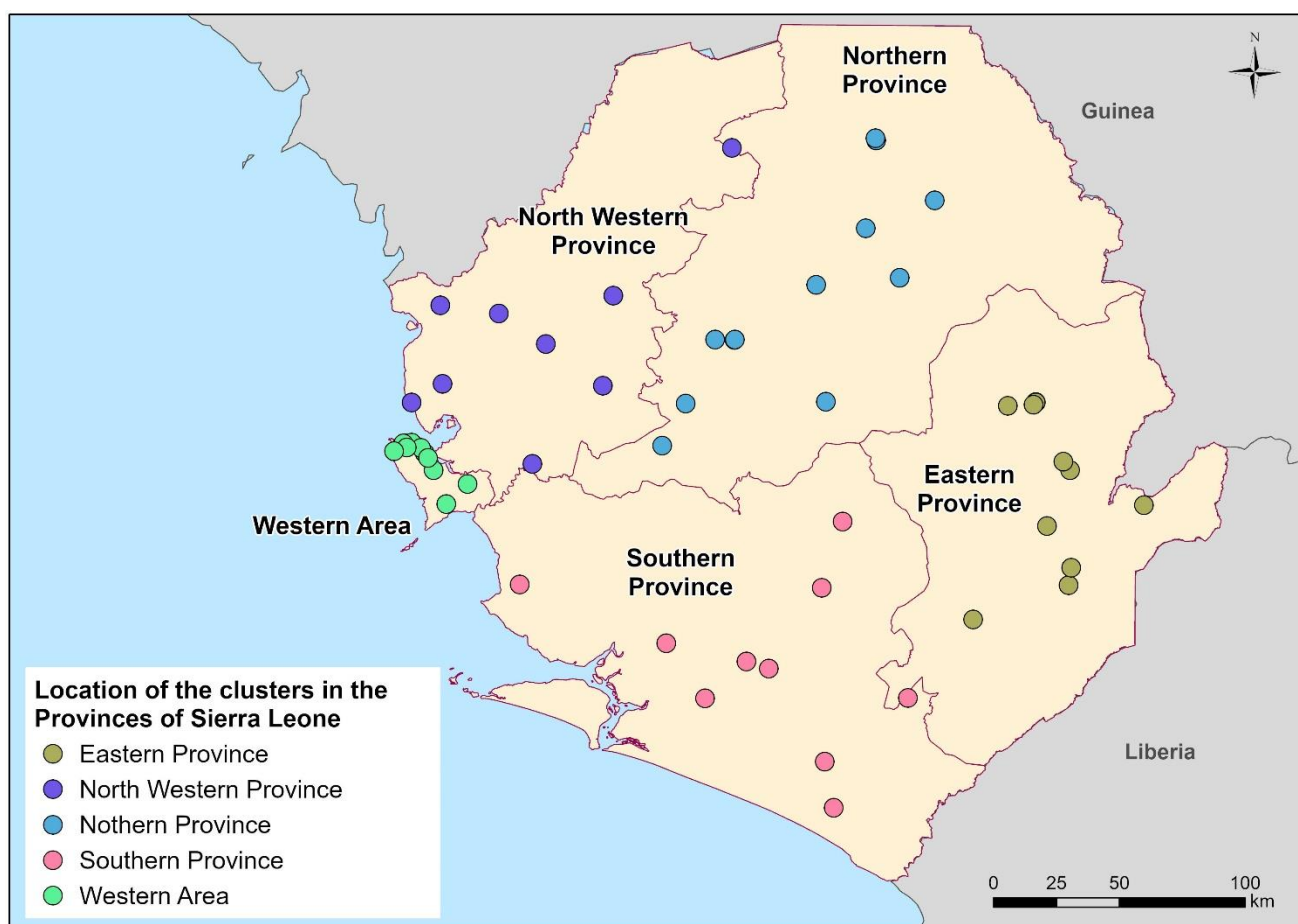 N
Northern
Province
Guinea
North Western
Province
Eastern
Province
Western Area
Southern
Province
Liberia
Location of the clusters in the
Provinces of Sierra Leone
Eastern Province
North Western Province
Nothern Province
Southern Province
Western Area
0 25 50 100
km